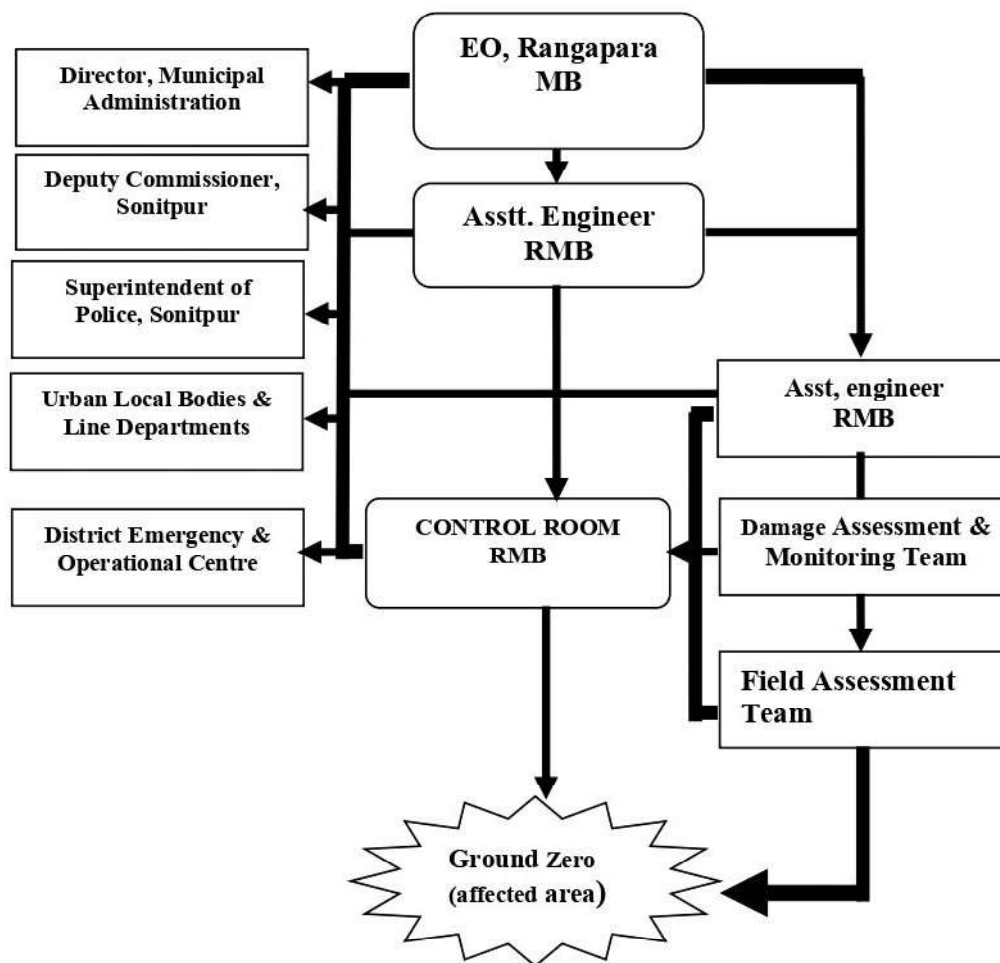 EO, Rangapara
MB
Director, Municipal
Administration
Deputy Commissioner,
Sonitpur
Asstt. Engineer
RMB
Superintendent of
Police, Sonitpur
Urban Local Bodies &
Line Departments
Asst, engineer
RMB
District Emergency &
Operational Centre
CONTROL ROOM
RMB
Damage Assessment &
Monitoring Team
Field Assessment
Team
Ground Zero
(affected area)